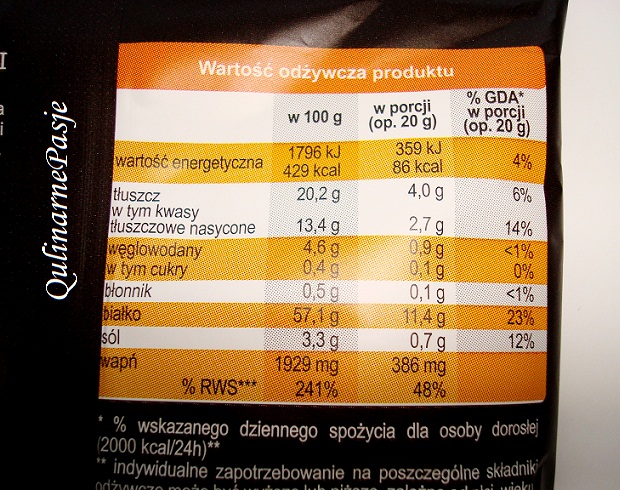 I
a
i
QulinarnePasje
Wartość odżywcza produktu
w 100 g w porcji (op. 20 g) % GDA* w porcji (op. 20 g)
wartość energetyczna 1796 kJ 429 kcal 359 kJ 86 kcal 4%
tłuszcz 20,2 g 4,0 g 6%
w tym kwasy
tłuszczowe nasycone 13,4 g 2,7 g 14%
węglowodany 4,6 g 0,9 g <1%
w tym cukry 0,4 g 0,1 g 0%
błonnik 0,5 g 0,1 g <1%
białko 57,1 g 11,4 g 23%
sól 3,3 g 0,7 g 12%
wapń 1929 mg 386 mg
% RWS*** 241% 48%
* % wskazanego dziennego spożycia dla osoby dorosłej
(2000 kcal/24h)**
** indywidualne zapotrzebowanie na poszczególne składniki
odżywcze może być